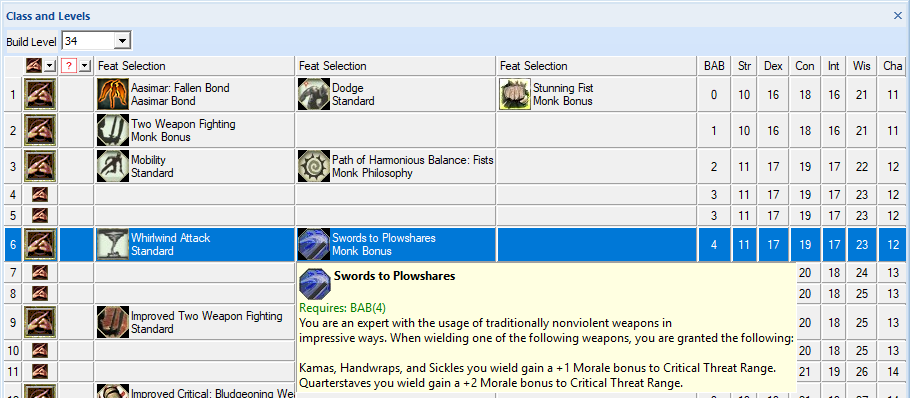 Class and Levels
Build Level 34
? Feat Selection Feat Selection Feat Selection BAB Str Dex Con Int Wis Cha
1 Aasimar: Fallen Bond Dodge Stunning Fist 0 10 16 18 16 21 11
Aasimar Bond Standard Monk Bonus
2 Two Weapon Fighting 1 10 16 18 16 21 11
Monk Bonus
3 Mobility Path of Harmonious Balance: Fists 2 11 17 19 17 22 12
Standard Monk Philosophy
4 3 11 17 19 17 23 12
5 3 11 17 19 17 23 12
6 Whirlwind Attack Swords to Plowshares 4 11 17 19 17 23 12
Standard Monk Bonus
7 20 18 24 13
8 20 18 25 13
9 Improved Two Weapon Fighting 20 18 25 13
Standard
10 20 18 25 13
11 21 19 26 14
Improved Critical: Bludgeoning Wea
Swords to Plowshares
Requires: BAB(4)
You are an expert with the usage of traditionally nonviolent weapons in
impressive ways. When wielding one of the following weapons, you are granted the following:
Kamas, Handwraps, and Sickles you wield gain a +1 Morale bonus to Critical Threat Range.
Quarterstaves you wield gain a +2 Morale bonus to Critical Threat Range.